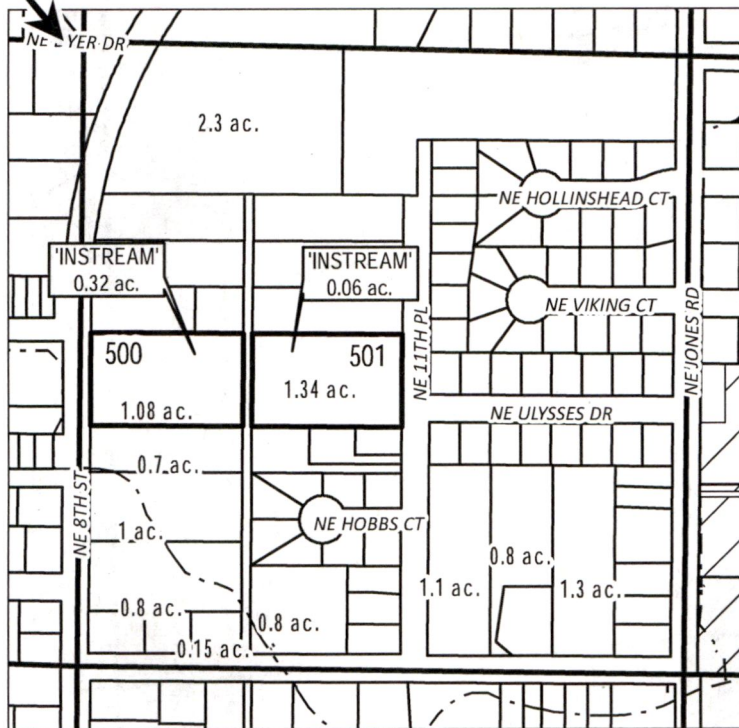 NE DYER DR
2.3 ac.
NE HOLLINSHEAD CT
'INSTREAM'
0.32 ac.
'INSTREAM'
0.06 ac.
NE VIKING CT
NE 11TH PL
NE JONES RD
500
501
1.08 ac.
1.34 ac.
NE ULYSSES DR
0.7 ac.
NE 8TH ST
NE HOBBS CT
1 ac.
0.8 ac.
1.1 ac.
1.3 ac.
0.8 ac.
0.8 ac.
0.15 ac.